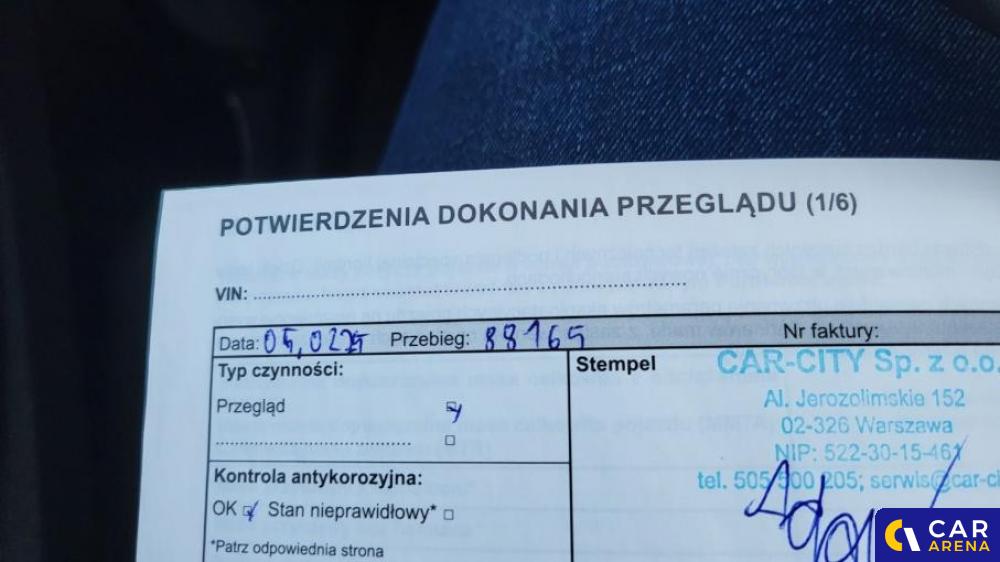 POTWIERDZENIA DOKONANIA PRZEGLĄDU (1/6)
VIN:
Data: Przebieg: 88165 Nr faktury:
Typ czynności: Stempel
CAR-CITY Sp. z o.o.
Przegląd
Al. Jerozolimskie 152
02-326 Warszawa
NIP: 522-30-15-461
Kontrola antykorozyjna:
tel. 505 500 205; serwis@car-ci
OK Stan nieprawidłowy*
*Patrz odpowiednia strona
CAR
ARENA